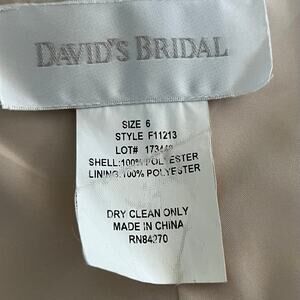 DAVID'S BRIDAL
SIZE 6
STYLE F11213
LOT#
SHELL:100% POLYESTER
LINING:100% POLYESTER
DRY CLEAN ONLY
MADE IN CHINA
RN84270